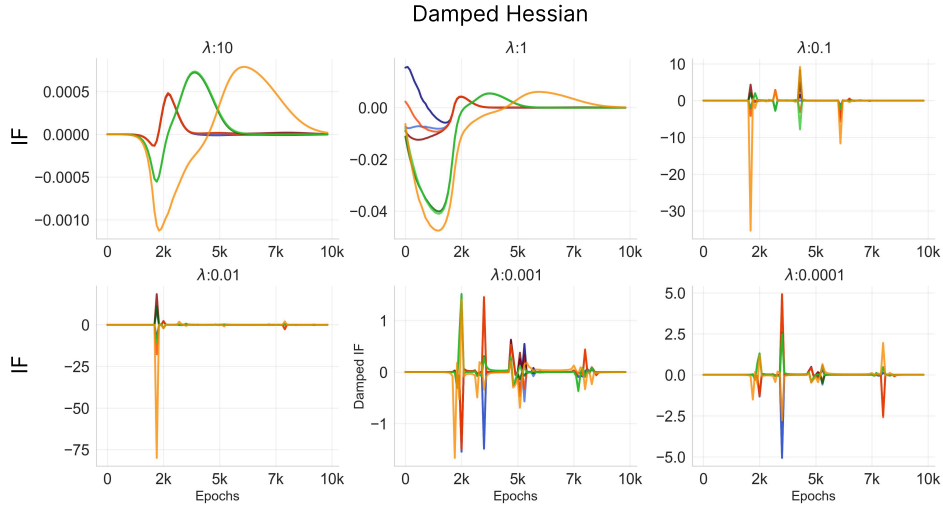 Damped Hessian
λ:10
λ:1
λ:0.1
IF
0.0005
0.0000
−0.0005
−0.0010
0 2k 5k 7k 10k
0.00
−0.02
−0.04
0 2k 5k 7k 10k
10
0
−10
−20
−30
0 2k 5k 7k 10k
λ:0.01
λ:0.001
λ:0.0001
IF
0
−25
−50
−75
0 2k 5k 7k 10k
Epochs
Damped IF
1
0
−1
0 2k 5k 7k 10k
Epochs
5.0
2.5
0.0
−2.5
−5.0
0 2k 5k 7k 10k
Epochs